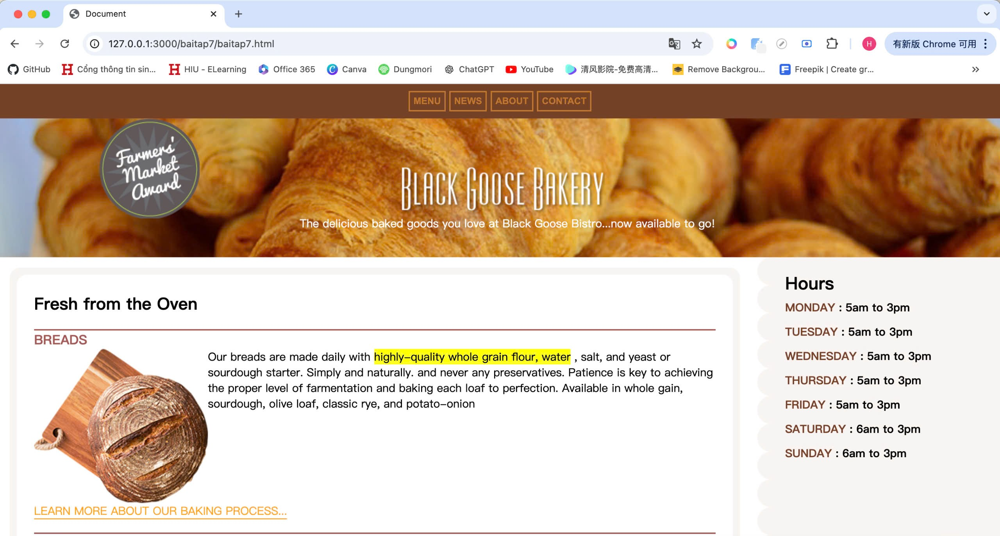 Document
127.0.0.1:3000/baitap7/baitap7.html
H
有新版 Chrome 可用
GitHub
Cổng thông tin sin...
HIU - ELearning
Office 365
Canva
Dungmori
ChatGPT
YouTube
清风影院-免费高清...
Remove Backgrou...
Freepik | Create gr...
MENU
NEWS
ABOUT
CONTACT
Farmers'
Market
Award
BLACK GOOSE BAKERY
The delicious baked goods you love at Black Goose Bistro...now available to go!
Fresh from the Oven
BREADS
Our breads are made daily with highly-quality whole grain flour, water , salt, and yeast or
sourdough starter. Simply and naturally. and never any preservatives. Patience is key to achieving
the proper level of farmentation and baking each loaf to perfection. Available in whole gain,
sourdough, olive loaf, classic rye, and potato-onion
LEARN MORE ABOUT OUR BAKING PROCESS...
Hours
MONDAY : 5am to 3pm
TUESDAY : 5am to 3pm
WEDNESDAY : 5am to 3pm
THURSDAY : 5am to 3pm
FRIDAY : 5am to 3pm
SATURDAY : 6am to 3pm
SUNDAY : 6am to 3pm